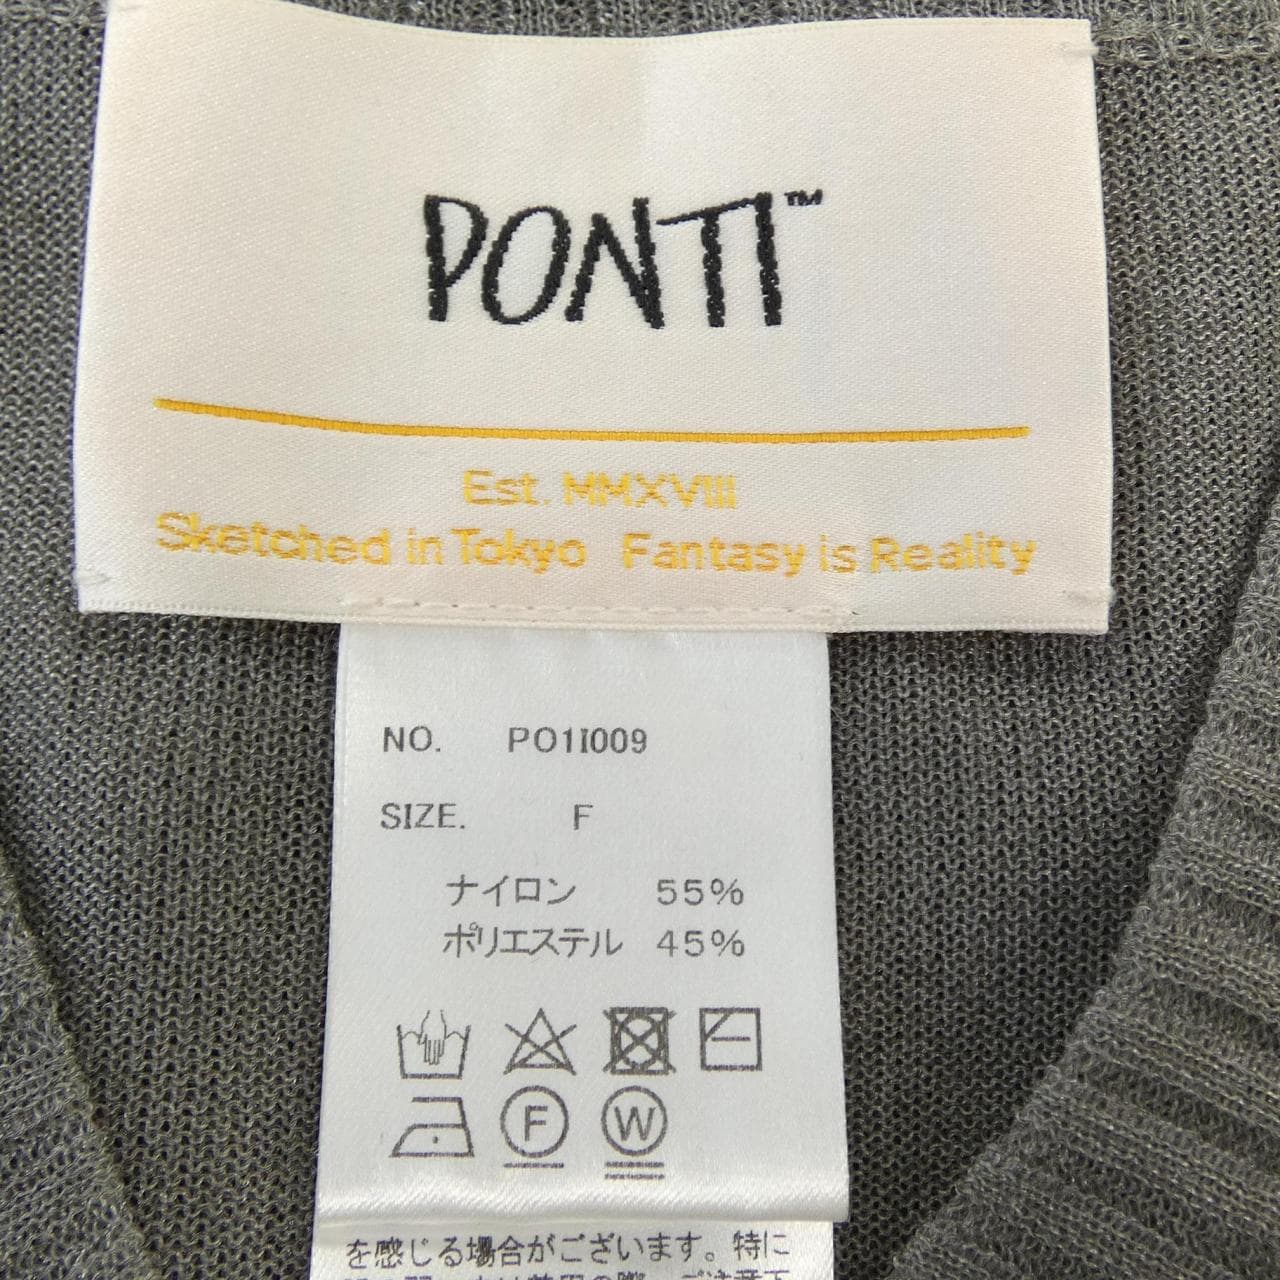 PONTI™
Est. MMXVIII
Sketched in Tokyo Fantasy is Reality
NO. PO1I009
SIZE. F
ナイロン 55%
ポリエステル 45%
F W
を感じる場合がございます。特に